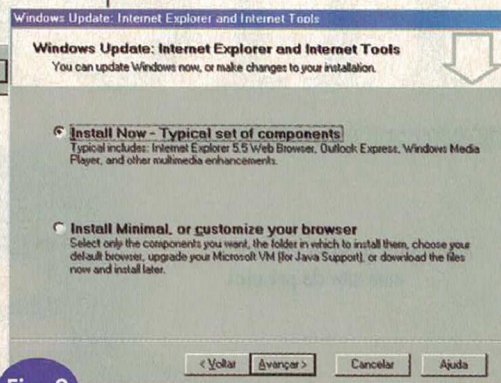 Windows Update: Internet Explorer and Internet Tools
Windows Update: Internet Explorer and Internet Tools
You can update Windows now, or make changes to your installation.
Install Now - Typical set of components
Typical includes: Internet Explorer 5.5 Web Browser, Outlook Express, Windows Media
Player, and other multimedia enhancements.
Install Minimal, or customize your browser
Select only the components you want, the folder in which to install them, choose your
default browser, upgrade your Microsoft VM (for Java Support), or download the files
now and install later.
< Voltar Avançar > Cancelar Ajuda